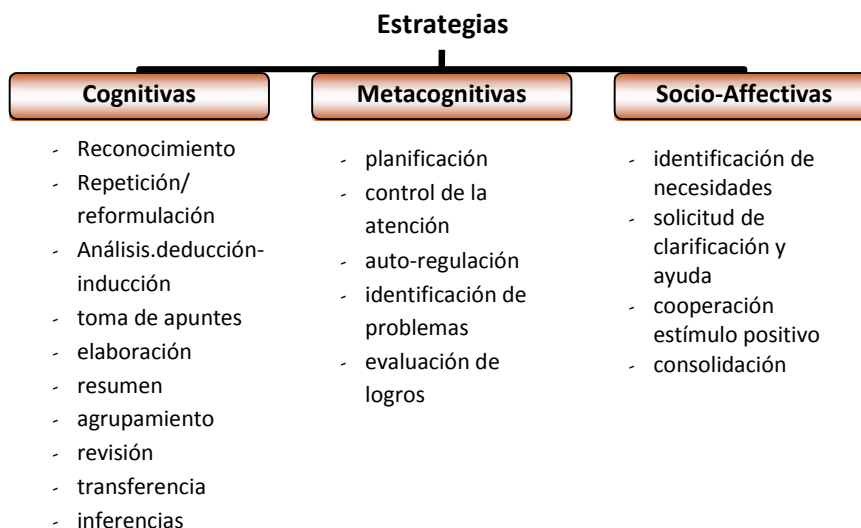 Estrategias
Cognitivas
- Reconocimiento
- Repetición/
reformulación
- Análisis.deducción-
inducción
- toma de apuntes
- elaboración
- resumen
- agrupamiento
- revisión
- transferencia
- inferencias
Metacognitivas
- planificación
- control de la
atención
- auto-regulación
- identificación de
problemas
- evaluación de
logros
Socio-Affectivas
- identificación de
necesidades
- solicitud de
clarificación y
ayuda
- cooperación
estímulo positivo
- consolidación